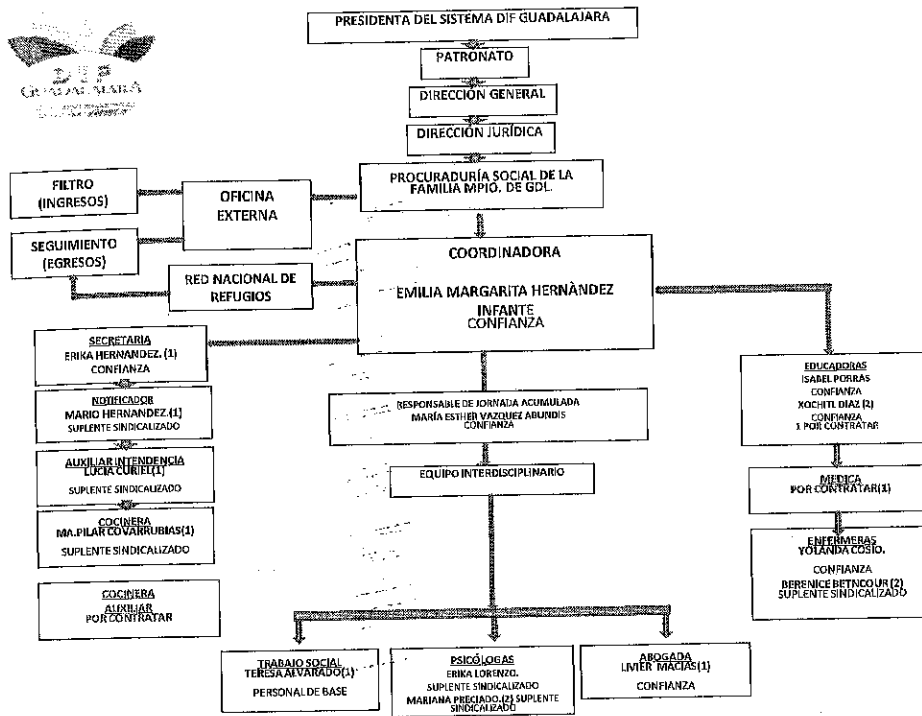 PRESIDENTA DEL SISTEMA DIF GUADALAJARA
PATRONATO
DIF
GUADALAJARA
DIRECCIÓN GENERAL
DIRECCIÓN JURÍDICA
PROCURADURÍA SOCIAL DE LA
FAMILIA MPIO. DE GDL.
FILTRO
(INGRESOS)
OFICINA
EXTERNA
SEGUIMIENTO
(EGRESOS)
RED NACIONAL DE
REFUGIOS
COORDINADORA
EMILIA MARGARITA HERNÀNDEZ
INFANTE
CONFIANZA
SECRETARIA
ERIKA HERNANDEZ. (1)
CONFIANZA
NOTIFICADOR
MARIO HERNANDEZ.(1)
SUPLENTE SINDICALIZADO
AUXILIAR INTENDENCIA
LUCIA CURIEL(1)
SUPLENTE SINDICALIZADO
COCINERA
MA.PILAR COVARRUBIAS(1)
SUPLENTE SINDICALIZADO
COCINERA
AUXILIAR
POR CONTRATAR
RESPONSABLE DE JORNADA ACUMULADA
MARÍA ESTHER VAZQUEZ ABUNDIS
CONFIANZA
EQUIPO INTERDISCIPLINARIO
EDUCADORAS
ISABEL PORRAS
CONFIANZA
XOCHITL DIAZ (2)
CONFIANZA
1 POR CONTRATAR
MEDICA
POR CONTRATAR(1)
ENFERMERAS
YOLANDA COSIO.
CONFIANZA
BERENICE BETNCOUR (2)
SUPLENTE SINDICALIZADO
TRABAJO SOCIAL
TERESA ALVARADO(1)
PERSONAL DE BASE
PSICÓLOGAS
ERIKA LORENZO.
SUPLENTE SINDICALIZADO
MARIANA PRECIADO.(2) SUPLENTE
SINDICALIZADO
ABOGADA
LIVIER MACIAS(1)
CONFIANZA